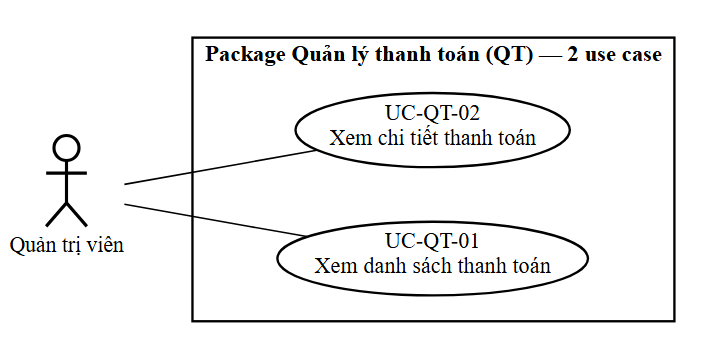 Package Quản lý thanh toán (QT) — 2 use case
UC-QT-02
Xem chi tiết thanh toán
Quản trị viên
UC-QT-01
Xem danh sách thanh toán